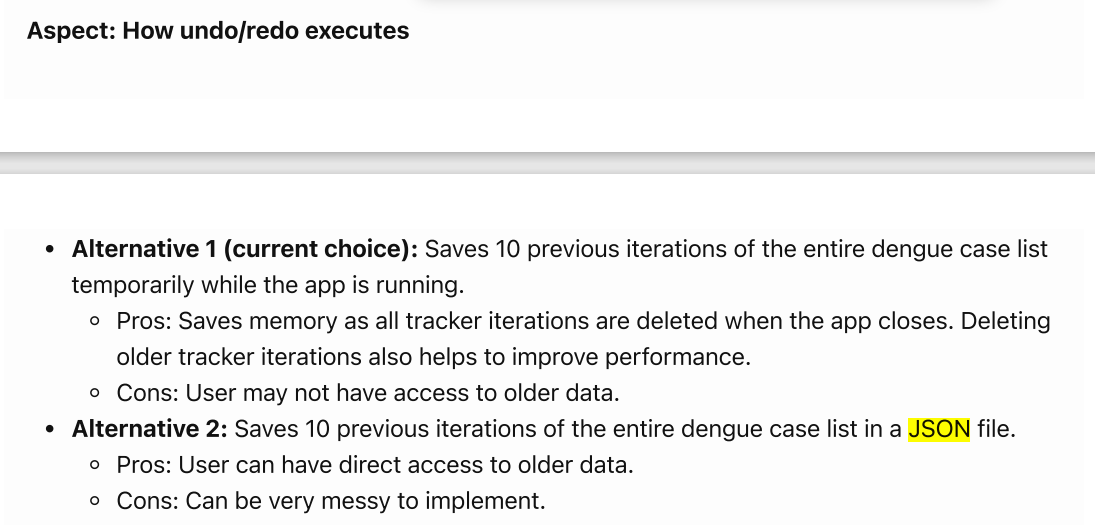 Aspect: How undo/redo executes
• Alternative 1 (current choice): Saves 10 previous iterations of the entire dengue case list
temporarily while the app is running.
○ Pros: Saves memory as all tracker iterations are deleted when the app closes. Deleting
older tracker iterations also helps to improve performance.
○ Cons: User may not have access to older data.
• Alternative 2: Saves 10 previous iterations of the entire dengue case list in a JSON file.
○ Pros: User can have direct access to older data.
○ Cons: Can be very messy to implement.